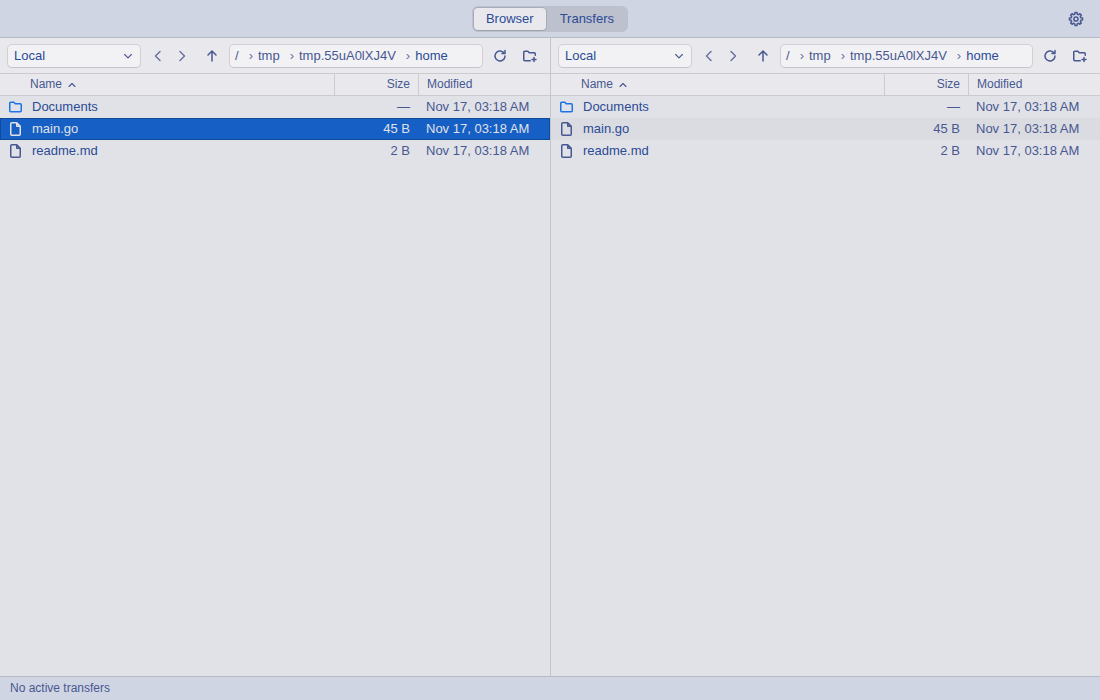 Browser Transfers
Local / › tmp › tmp.55uA0lXJ4V › home
Name Size Modified
Documents — Nov 17, 03:18 AM
main.go 45 B Nov 17, 03:18 AM
readme.md 2 B Nov 17, 03:18 AM
Local / › tmp › tmp.55uA0lXJ4V › home
Name Size Modified
Documents — Nov 17, 03:18 AM
main.go 45 B Nov 17, 03:18 AM
readme.md 2 B Nov 17, 03:18 AM
No active transfers